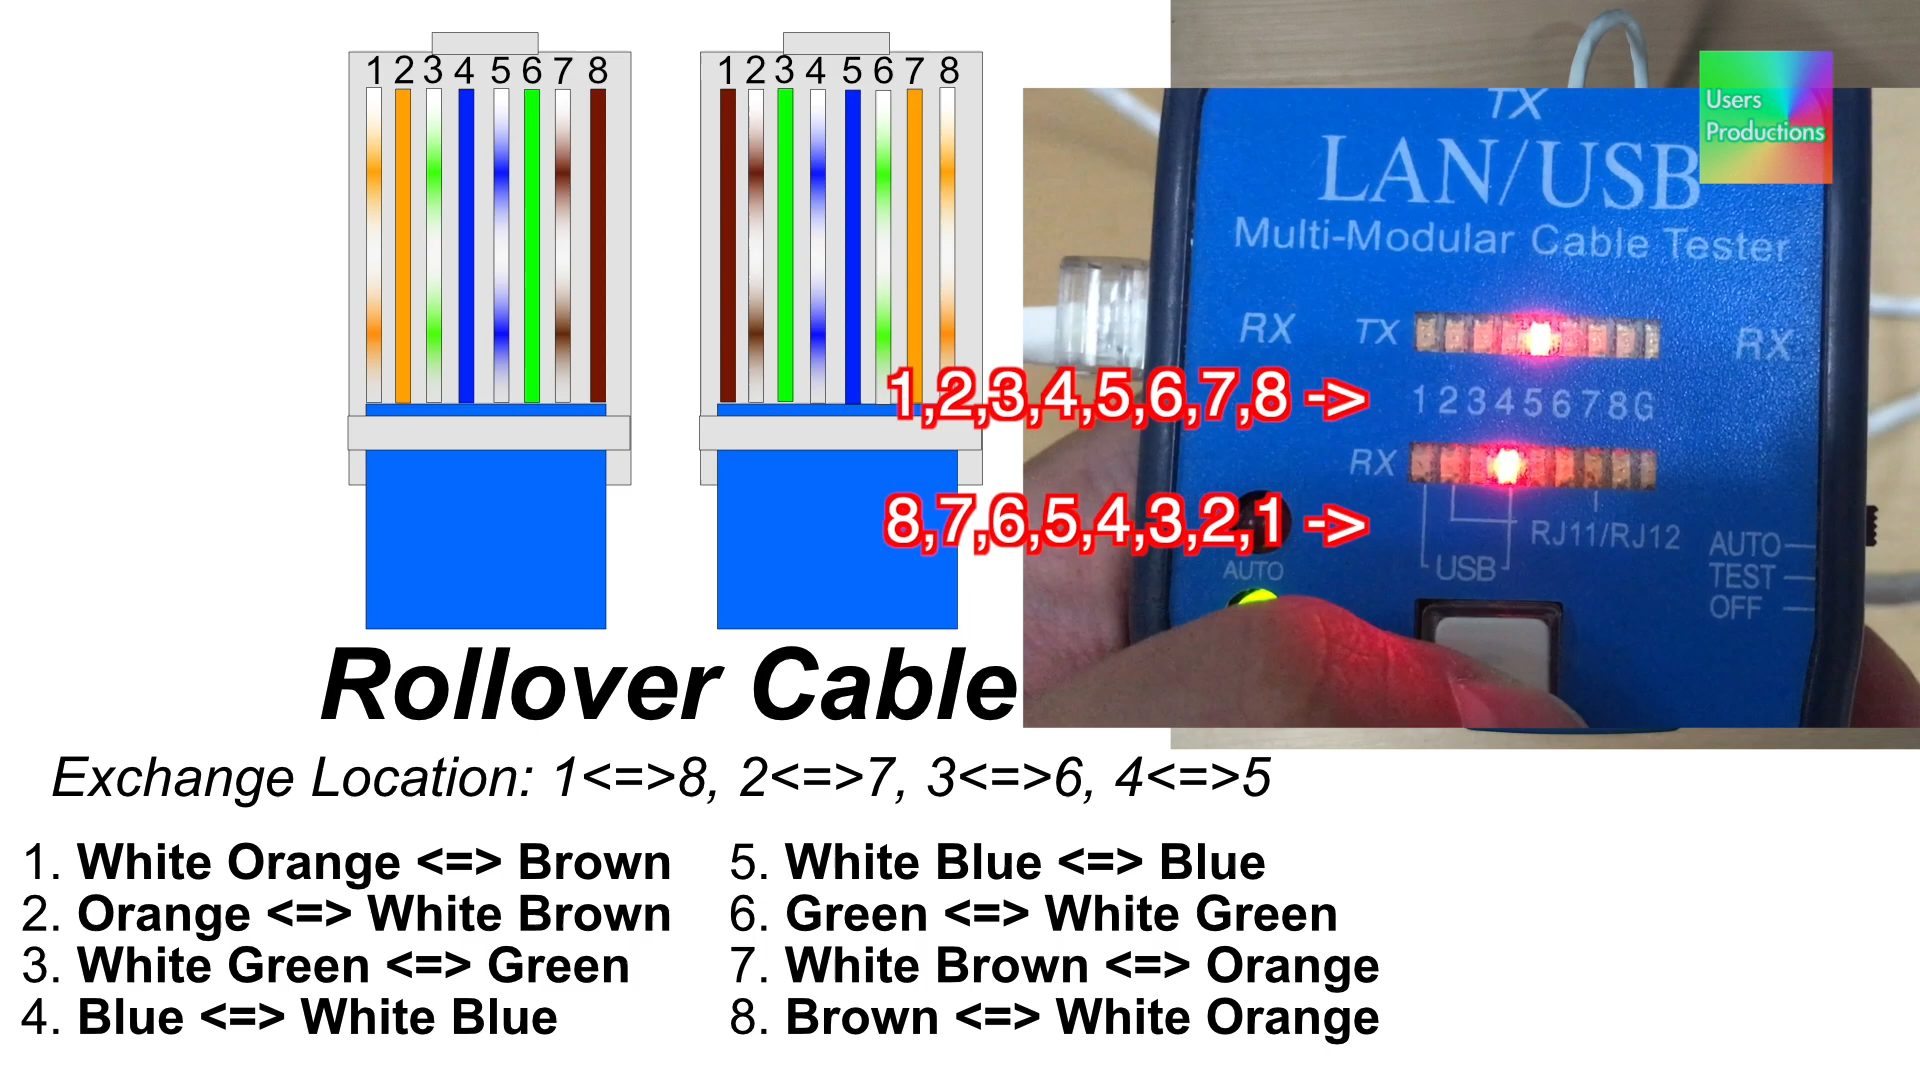 1 2 3 4 5 6 7 8
1 2 3 4 5 6 7 8
Users
Productions
TX
LAN/USB
Multi-Modular Cable Tester
RX TX RX
1,2,3,4,5,6,7,8 ->
1 2 3 4 5 6 7 8 G
RX
8,7,6,5,4,3,2,1 ->
RJ11/RJ12
USB
AUTO
AUTO
TEST
OFF
Rollover Cable
Exchange Location: 1<=>8, 2<=>7, 3<=>6, 4<=>5
1. White Orange <=> Brown
2. Orange <=> White Brown
3. White Green <=> Green
4. Blue <=> White Blue
5. White Blue <=> Blue
6. Green <=> White Green
7. White Brown <=> Orange
8. Brown <=> White Orange